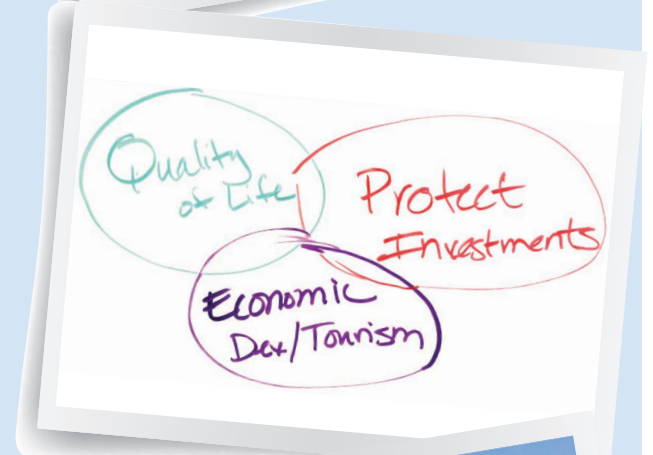 Quality
of Life
Protect
Investments
Economic
Dev/Tourism